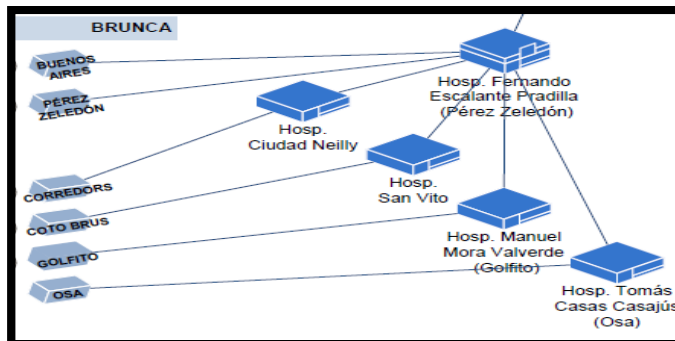 BRUNCA
BUENOS
AIRES
PÉREZ
ZELEDÓN
CORREDORS
COTO BRUS
GOLFITO
OSA
Hosp. Fernando
Escalante Pradilla
(Pérez Zeledón)
Hosp.
Ciudad Neilly
Hosp.
San Vito
Hosp. Manuel
Mora Valverde
(Golfito)
Hosp. Tomás
Casas Casajús
(Osa)